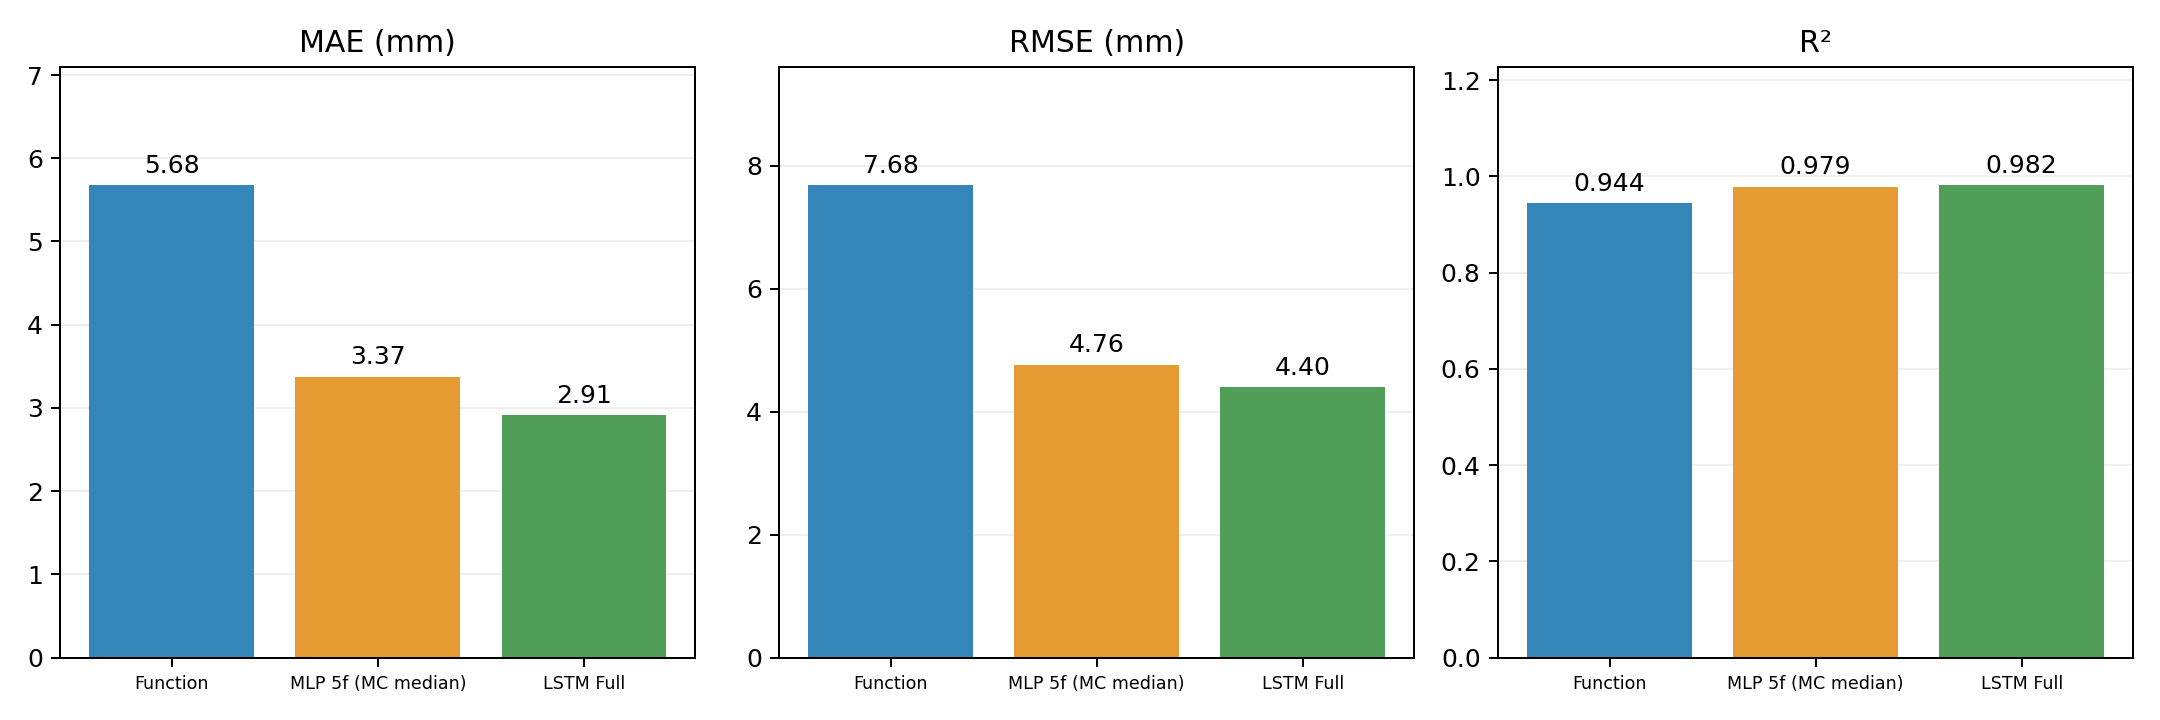 MAE (mm)
7
6
5
4
3
2
1
0
5.68
3.37
2.91
Function
MLP 5f (MC median)
LSTM Full
RMSE (mm)
8
6
4
2
0
7.68
4.76
4.40
Function
MLP 5f (MC median)
LSTM Full
R²
1.2
1.0
0.8
0.6
0.4
0.2
0.0
0.944
0.979
0.982
Function
MLP 5f (MC median)
LSTM Full